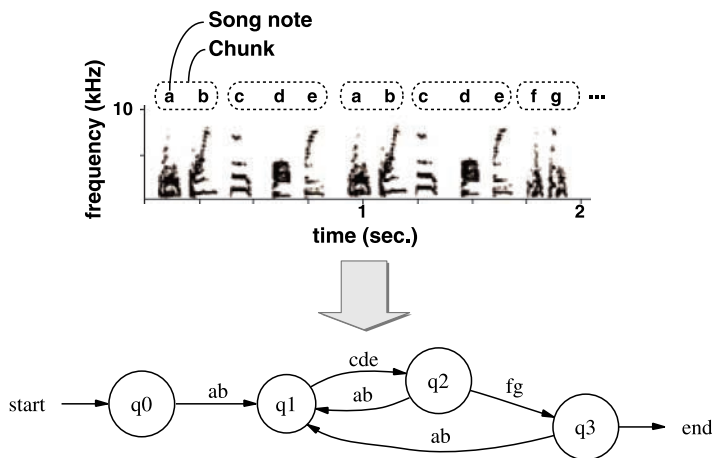 Song note
Chunk
a b c d e a b c d e f g ...
10
frequency (kHz)
1 2
time (sec.)
cde
q2
ab ab fg
start q0 q1 q3 end
ab